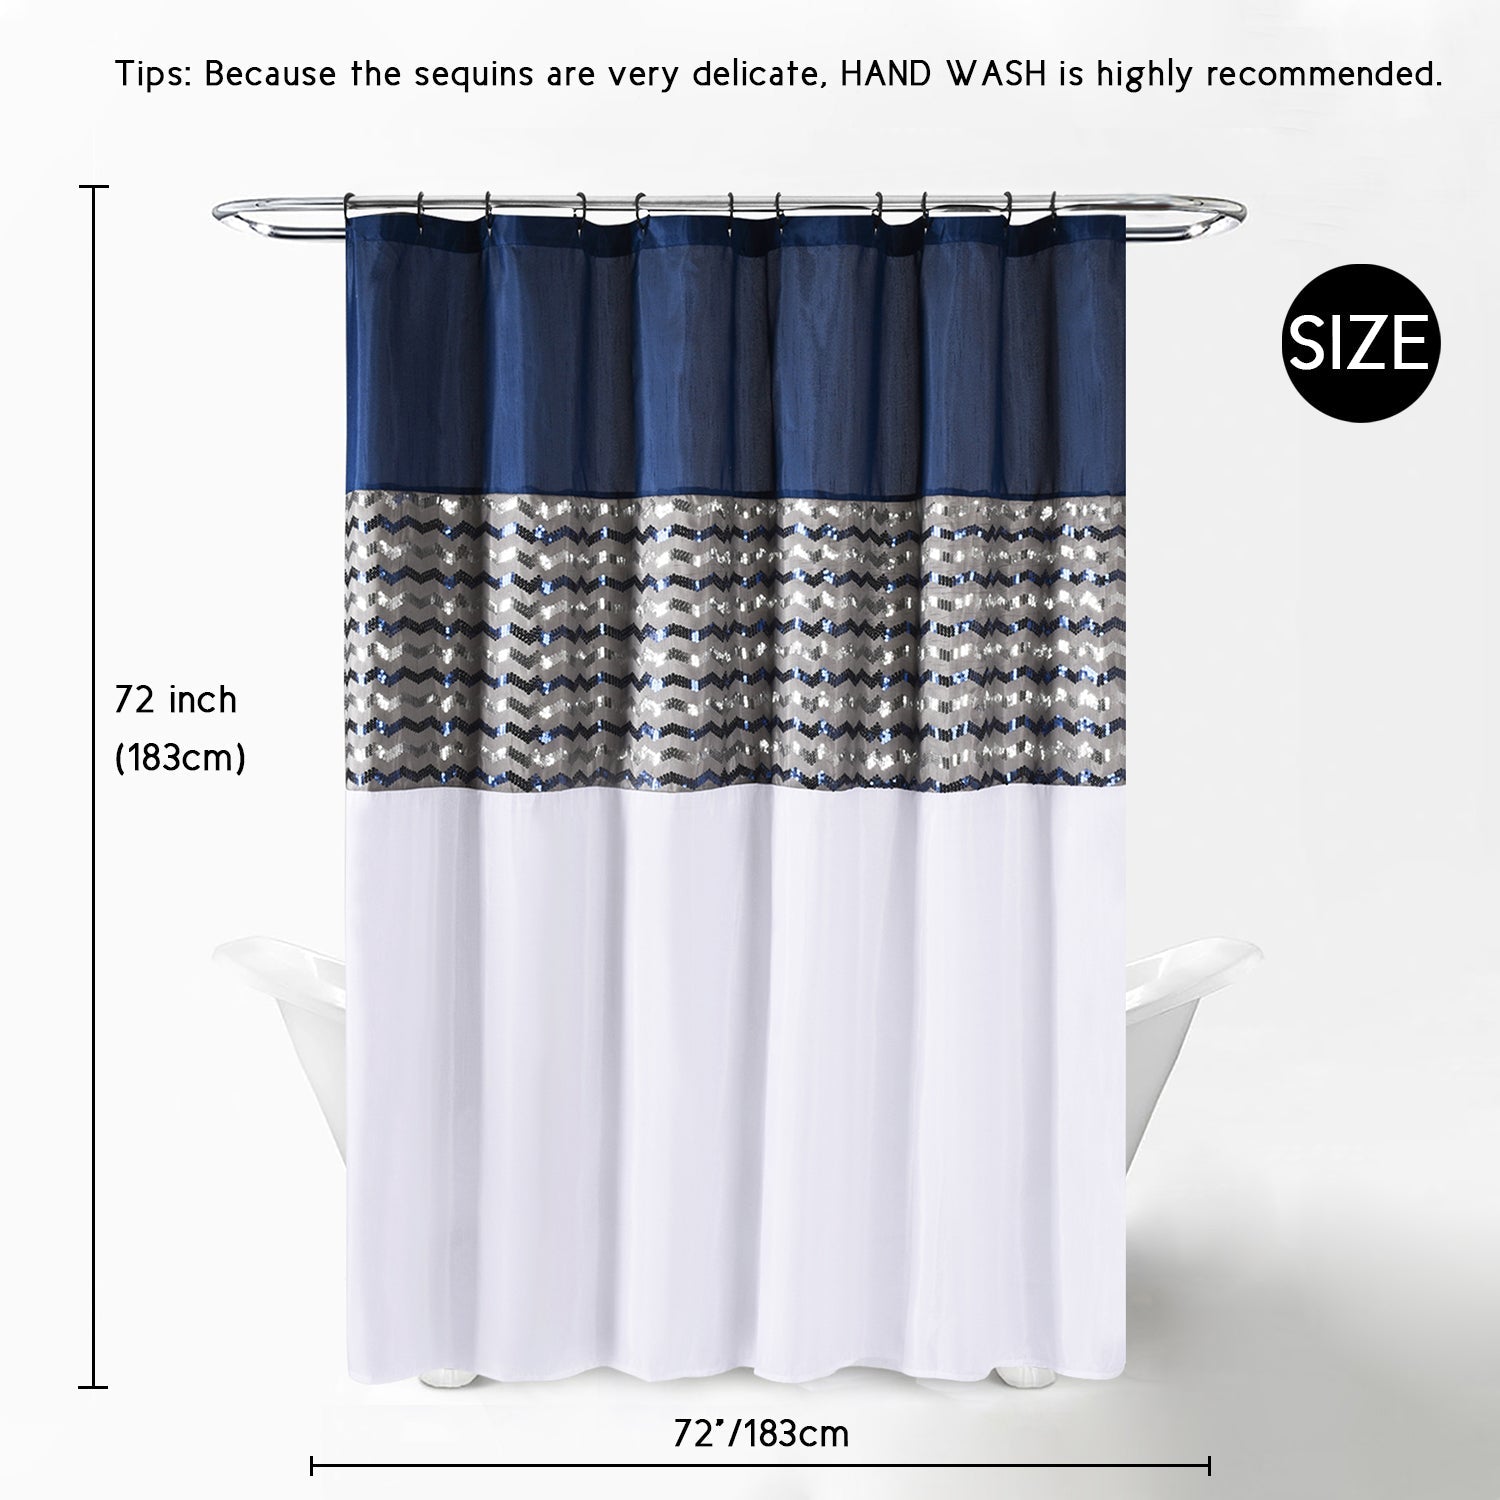 Tips: Because the sequins are very delicate, HAND WASH is highly recommended.
SIZE
72 inch
(183cm)
72”/183cm